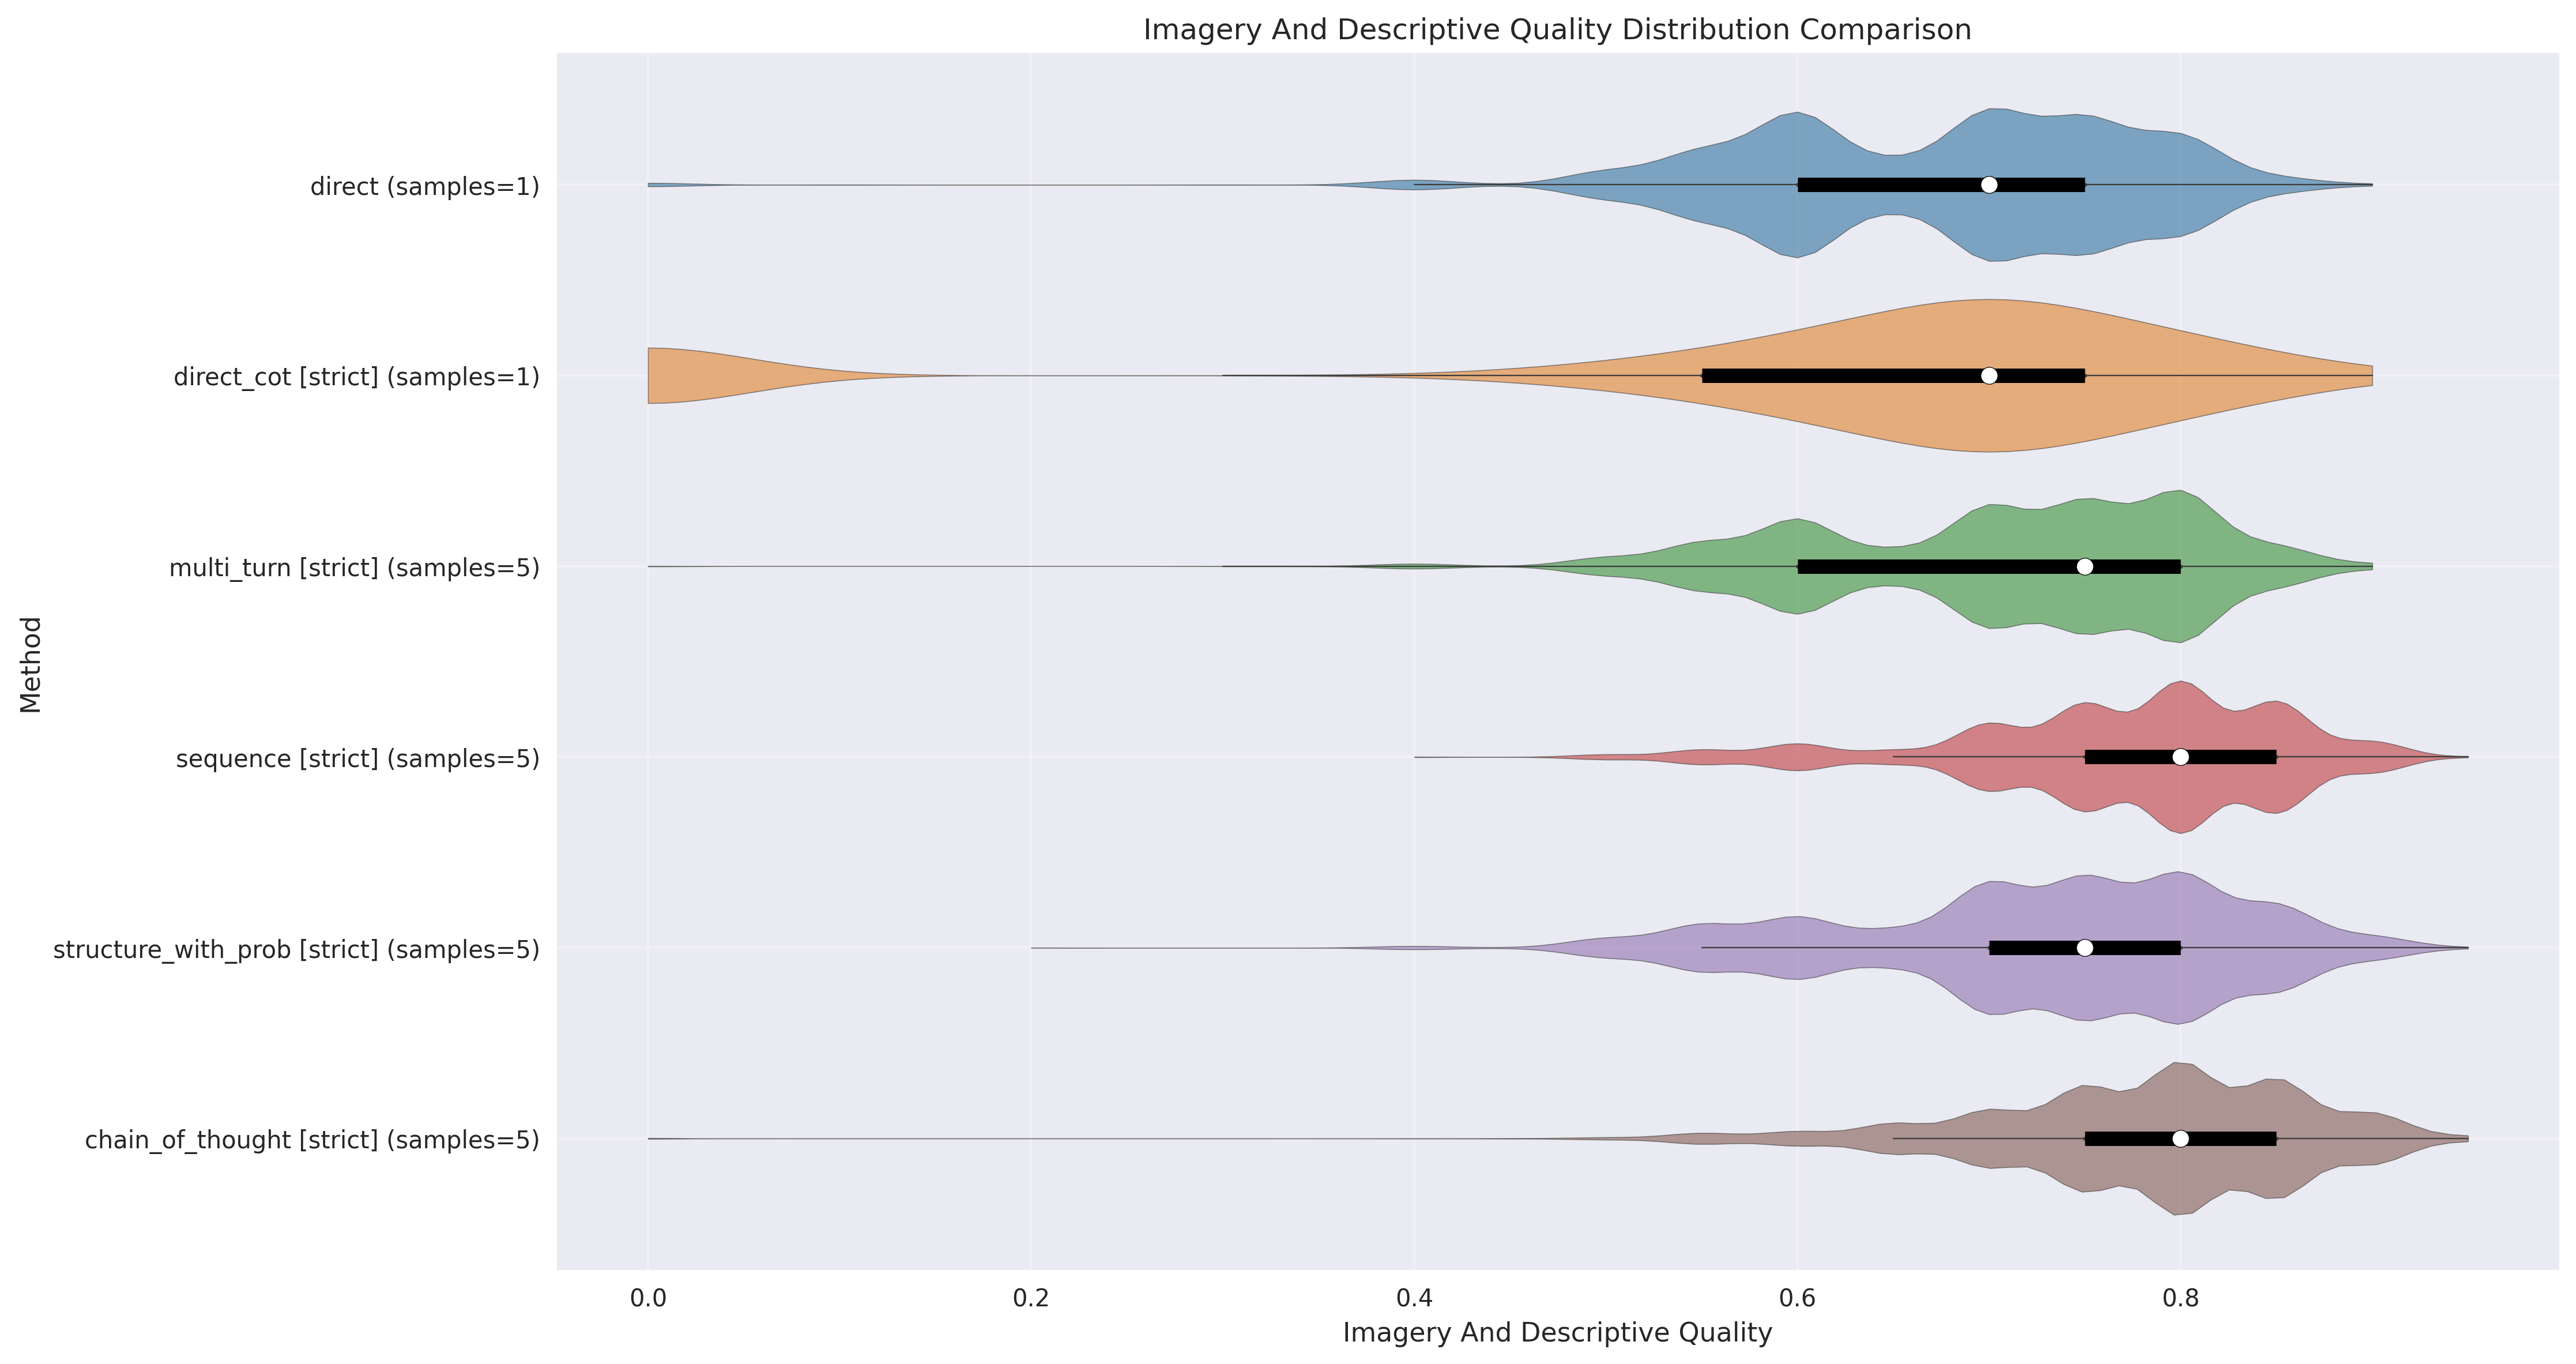 Imagery And Descriptive Quality Distribution Comparison
direct (samples=1)
direct_cot [strict] (samples=1)
multi_turn [strict] (samples=5)
sequence [strict] (samples=5)
structure_with_prob [strict] (samples=5)
chain_of_thought [strict] (samples=5)
Method
0.0 0.2 0.4 0.6 0.8
Imagery And Descriptive Quality